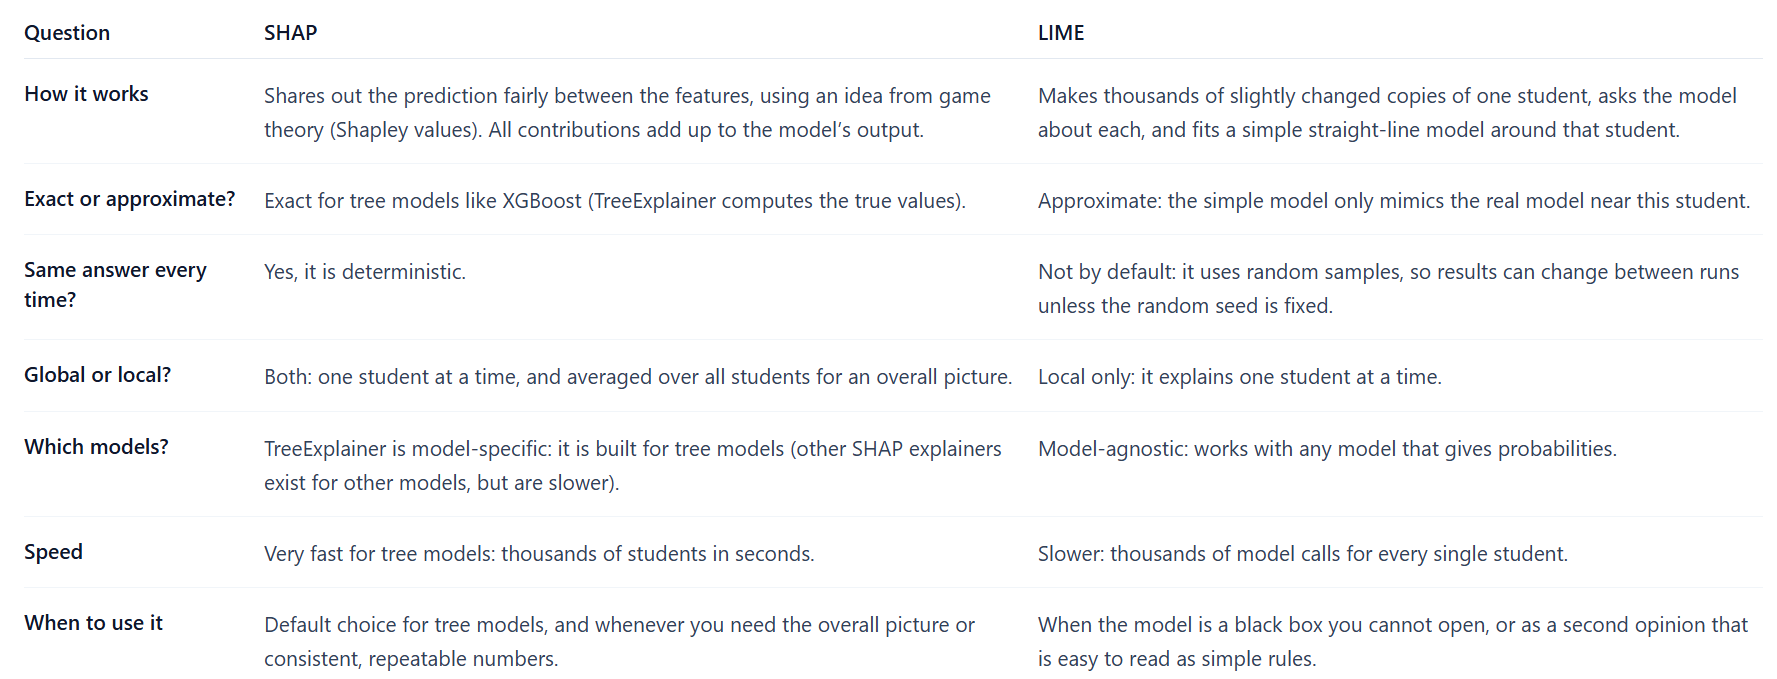 Question SHAP LIME
How it works
Shares out the prediction fairly between the features, using an idea from game
theory (Shapley values). All contributions add up to the model’s output.
Makes thousands of slightly changed copies of one student, asks the model
about each, and fits a simple straight-line model around that student.
Exact or approximate?
Exact for tree models like XGBoost (TreeExplainer computes the true values).
Approximate: the simple model only mimics the real model near this student.
Same answer every
time?
Yes, it is deterministic.
Not by default: it uses random samples, so results can change between runs
unless the random seed is fixed.
Global or local?
Both: one student at a time, and averaged over all students for an overall picture.
Local only: it explains one student at a time.
Which models?
TreeExplainer is model-specific: it is built for tree models (other SHAP explainers
exist for other models, but are slower).
Model-agnostic: works with any model that gives probabilities.
Speed
Very fast for tree models: thousands of students in seconds.
Slower: thousands of model calls for every single student.
When to use it
Default choice for tree models, and whenever you need the overall picture or
consistent, repeatable numbers.
When the model is a black box you cannot open, or as a second opinion that
is easy to read as simple rules.